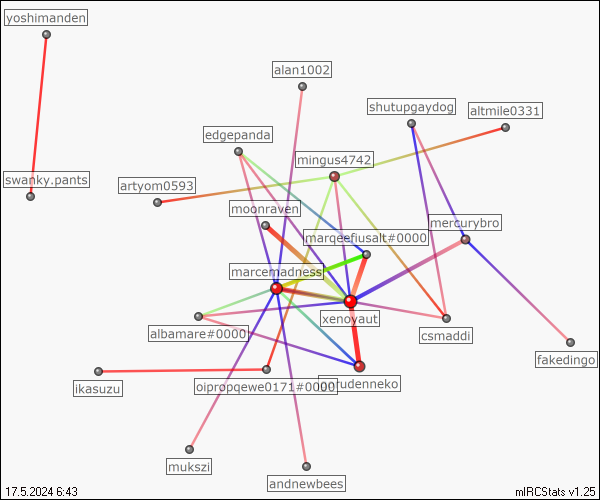 yoshimanden
alan1002
shutupgaydog
altmile0331
edgepanda
mingus4742
swanky.pants
artyom0593
moonraven
mercurybro
marqeefiusalt#0000
marcemadness
xenoyaut
albamare#0000
csmaddi
fakedingo
ikasuzu
oipropqewe0171#0000
mukszi
andnewbees
17.5.2024 6:43
mIRCStats v1.25